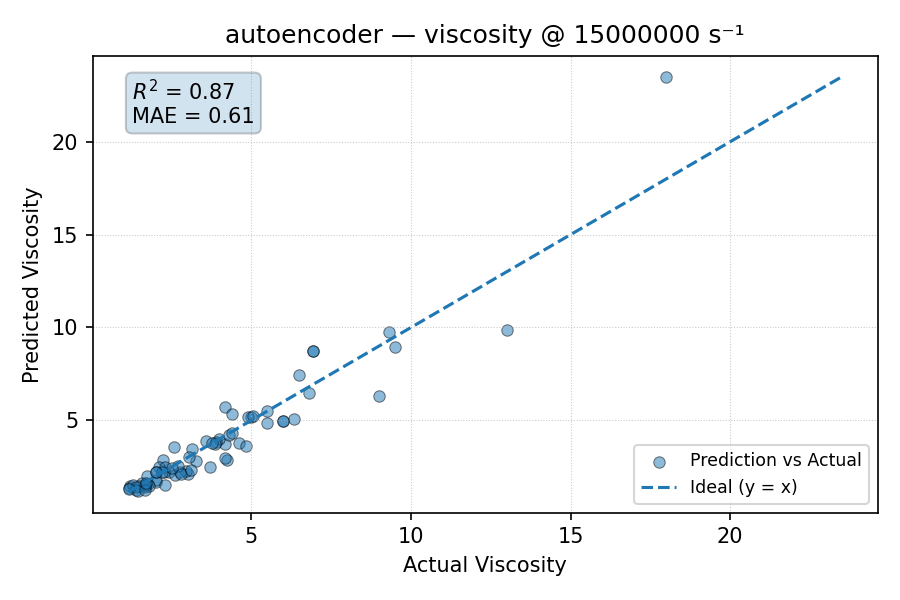 autoencoder — viscosity @ 15000000 s⁻¹
R² = 0.87
MAE = 0.61
20
15
10
5
Predicted Viscosity
Prediction vs Actual
Ideal (y = x)
5
10
15
20
Actual Viscosity